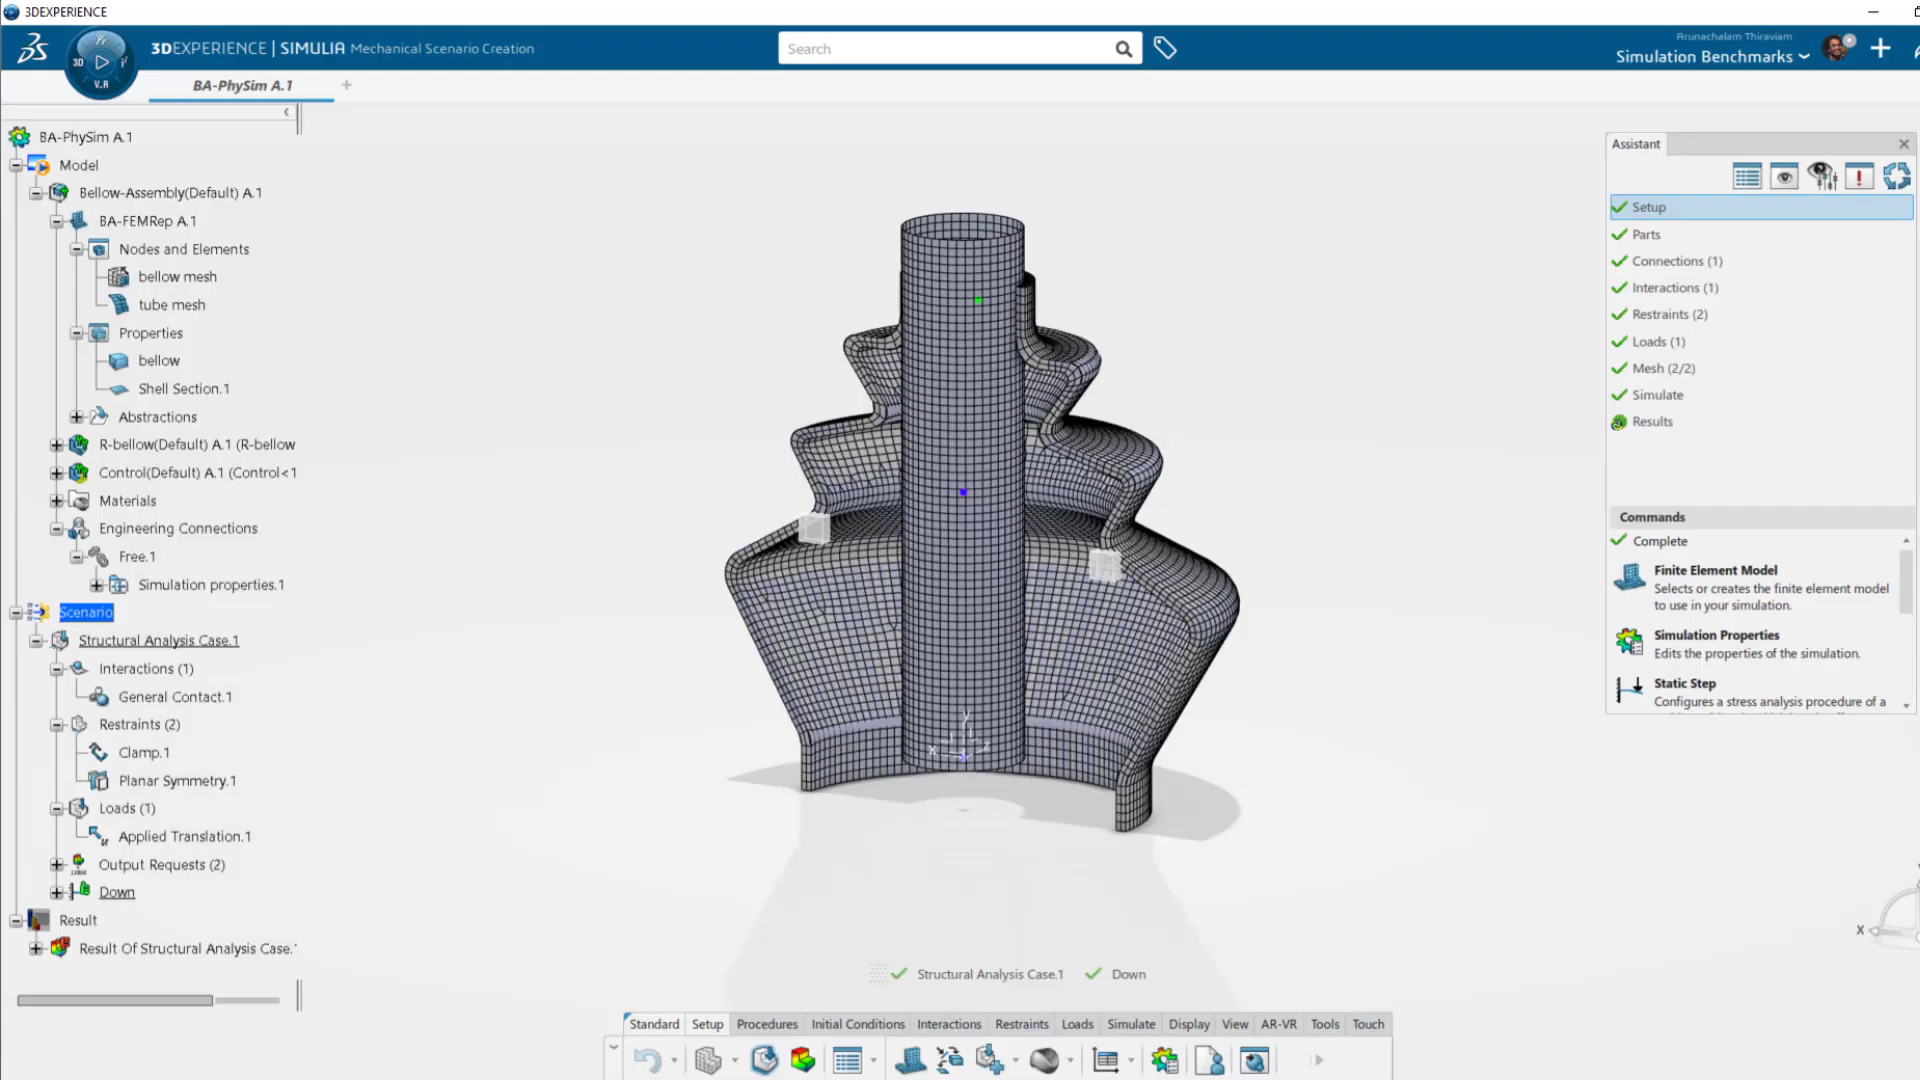 3DEXPERIENCE
3DEXPERIENCE | SIMULIA Mechanical Scenario Creation
Search
Arunachalam Thiraviam
Simulation Benchmarks
3D
V.R
BA-PhySim A.1
BA-PhySim A.1
Model
Bellow-Assembly(Default) A.1
BA-FEMRep A.1
Nodes and Elements
bellow mesh
tube mesh
Properties
bellow
Shell Section.1
Abstractions
R-bellow(Default) A.1 (R-bellow
Control(Default) A.1 (Control<1
Materials
Engineering Connections
Free.1
Simulation properties.1
Scenario
Structural Analysis Case.1
Interactions (1)
General Contact.1
Restraints (2)
Clamp.1
Planar Symmetry.1
Loads (1)
Applied Translation.1
Output Requests (2)
Down
Result
Result Of Structural Analysis Case.
Assistant
Setup
Parts
Connections (1)
Interactions (1)
Restraints (2)
Loads (1)
Mesh (2/2)
Simulate
Results
Commands
Complete
Finite Element Model
Selects or creates the finite element model
to use in your simulation.
Simulation Properties
Edits the properties of the simulation.
Static Step
Configures a stress analysis procedure of a
X
Structural Analysis Case.1 Down
Standard Setup Procedures Initial Conditions Interactions Restraints Loads Simulate Display View AR-VR Tools Touch